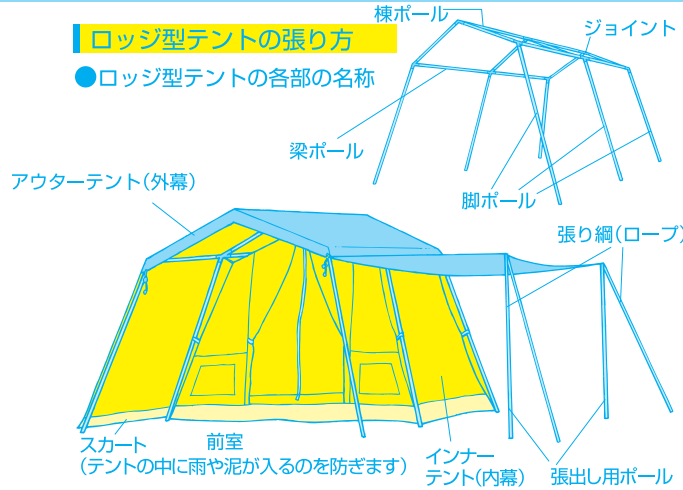 ロッジ型テントの張り方
●ロッジ型テントの各部の名称
棟ポール
ジョイント
梁ポール
脚ポール
アウターテント(外幕)
張り綱(ロープ)
スカート
(テントの中に雨や泥が入るのを防ぎます)
前室
インナー
テント(内幕)
張出し用ポール